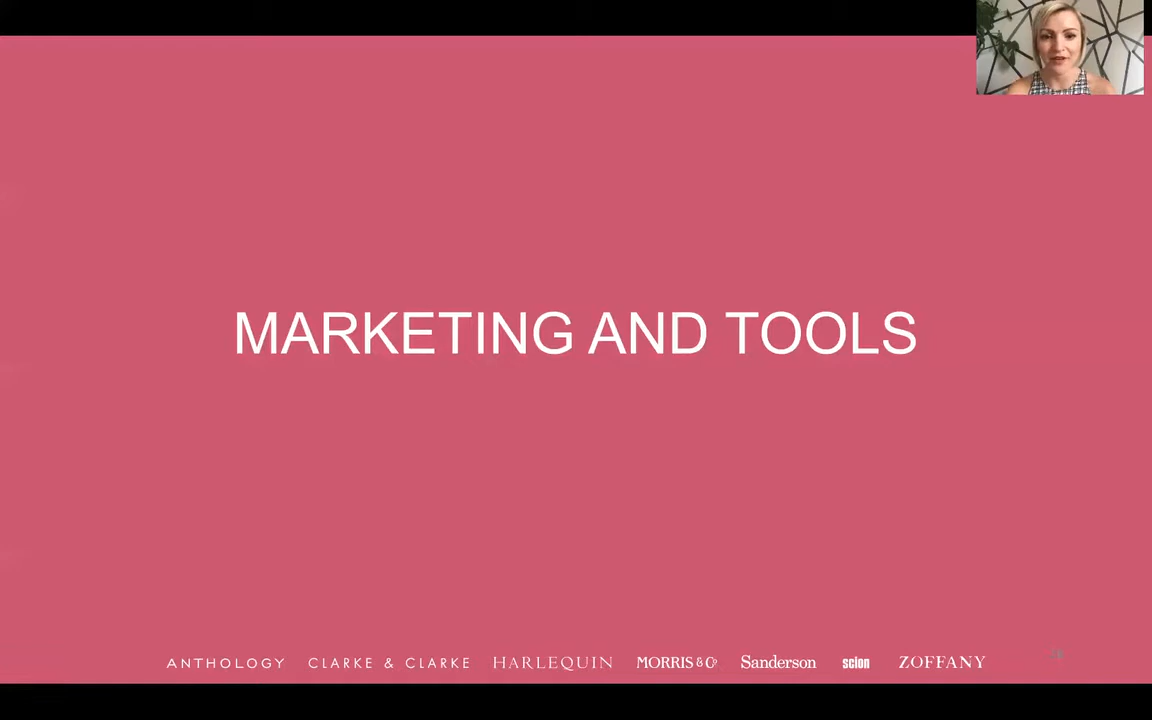 MARKETING AND TOOLS
ANTHOLOGY CLARKE & CLARKE HARLEQUIN MORRIS & Co Sanderson scion ZOFFANY